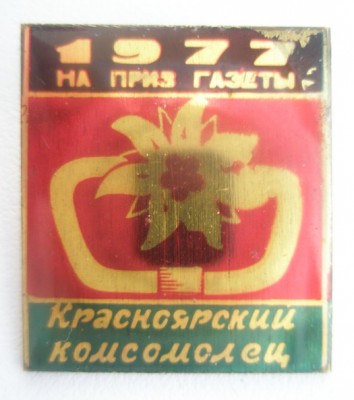 1977
НА ПРИЗ ГАЗЕТЫ
Красноярский
комсомолец